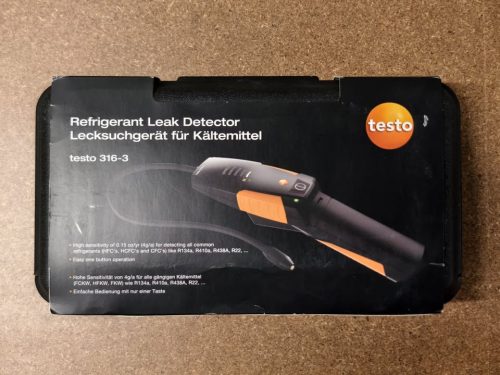 Refrigerant Leak Detector
Lecksuchgerät für Kältemittel
testo
testo 316-3
• High sensitivity of 0.15 oz/yr (4g/a) for detecting all common
refrigerants (HFC's, HCFC's and CFC's) like R134a, R410a, R438A, R22, ...
• Easy one button operation
• Hohe Sensitivität von 4g/a für alle gängigen Kältemittel
(FCKW, HFKW, FKW) wie R134a, R410a, R438A, R22, ...
• Einfache Bedienung mit nur einer Taste